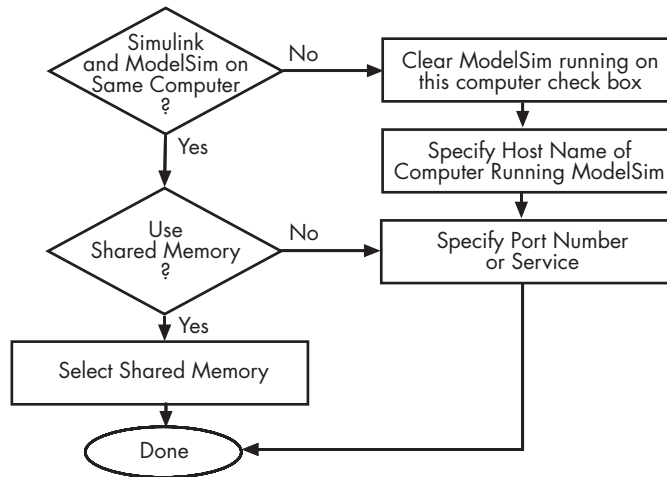 Simulink
and ModelSim on
Same Computer
?
No
Clear ModelSim running on
this computer check box
Yes
Specify Host Name of
Computer Running ModelSim
Use
Shared Memory
?
No
Specify Port Number
or Service
Yes
Select Shared Memory
Done